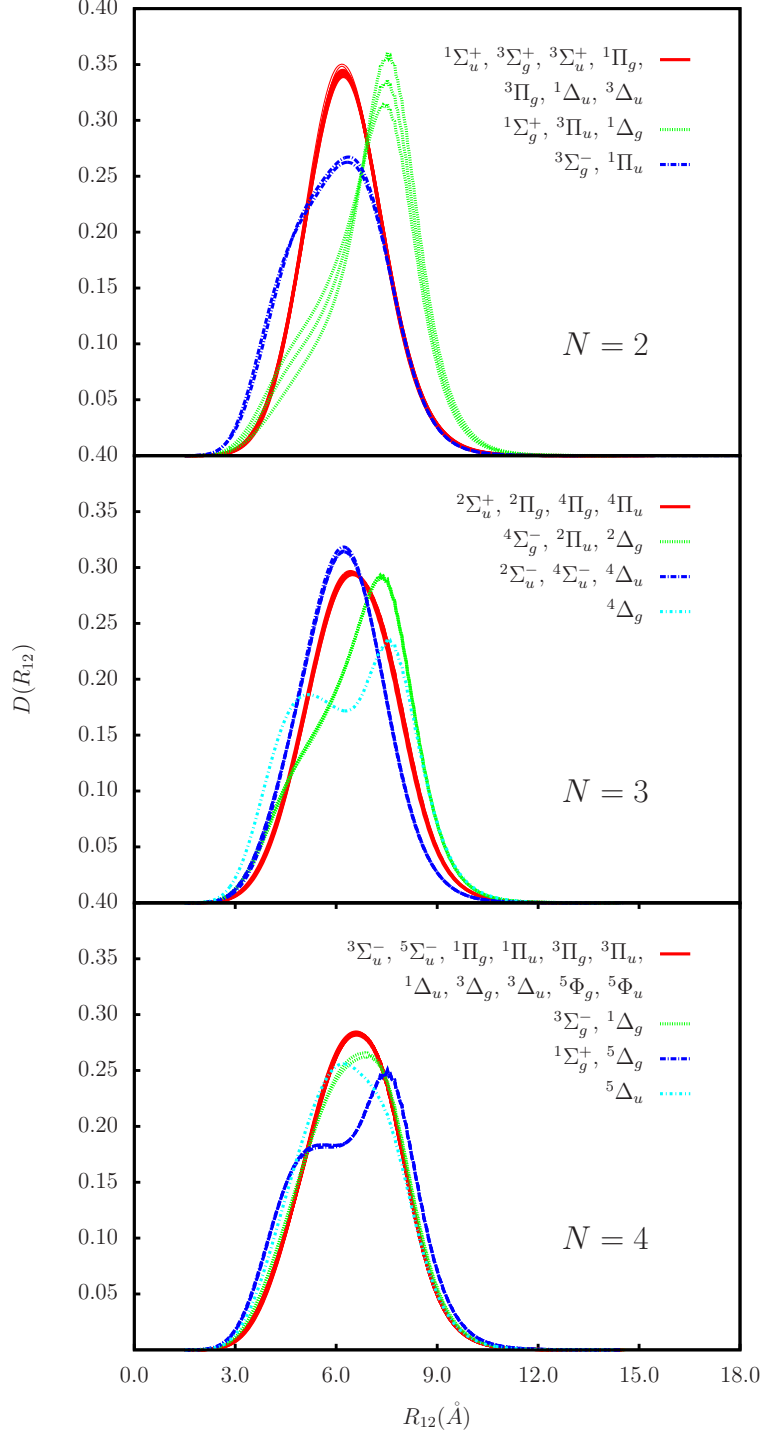 0.40
¹Σᵤ⁺, ³Σ_g⁺, ³Σᵤ⁺, ¹Π_g,
0.35
³Π_g, ¹Δᵤ, ³Δᵤ
0.30
¹Σ_g⁺, ³Πᵤ, ¹Δ_g
³Σ_g⁻, ¹Πᵤ
0.25
0.20
0.15
0.10
N = 2
0.05
0.40
²Σᵤ⁺, ²Π_g, ⁴Π_g, ⁴Πᵤ
0.35
⁴Σ_g⁻, ²Πᵤ, ²Δ_g
²Σᵤ⁻, ⁴Σᵤ⁻, ⁴Δᵤ
0.30
⁴Δ_g
0.25
D(R₁₂)
0.20
0.15
0.10
N = 3
0.05
0.40
³Σᵤ⁻, ⁵Σᵤ⁻, ¹Π_g, ¹Πᵤ, ³Π_g, ³Πᵤ,
0.35
¹Δᵤ, ³Δ_g, ³Δᵤ, ⁵Φ_g, ⁵Φᵤ
³Σ_g⁻, ¹Δ_g
0.30
¹Σ_g⁺, ⁵Δ_g
⁵Δᵤ
0.25
0.20
0.15
0.10
N = 4
0.05
0.0 3.0 6.0 9.0 12.0 15.0 18.0
R₁₂(Å)